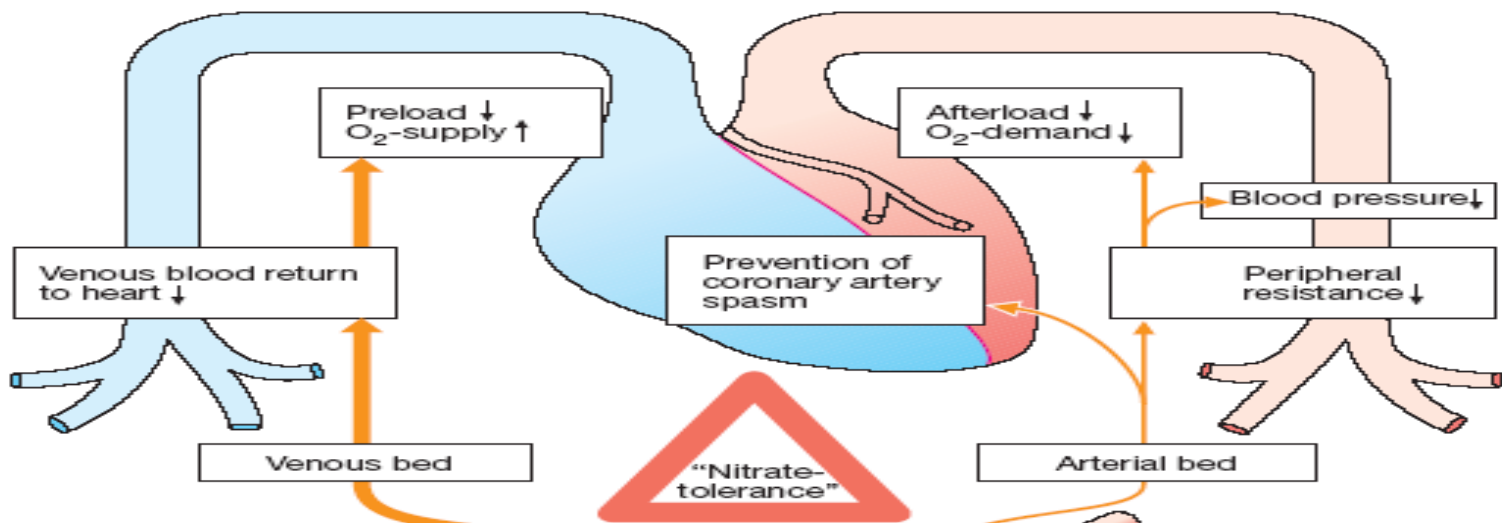 Preload ↓
O₂-supply ↑
Afterload ↓
O₂-demand ↓
Blood pressure ↓
Venous blood return
to heart ↓
Prevention of
coronary artery
spasm
Peripheral
resistance ↓
Venous bed
“Nitrate-
tolerance”
Arterial bed